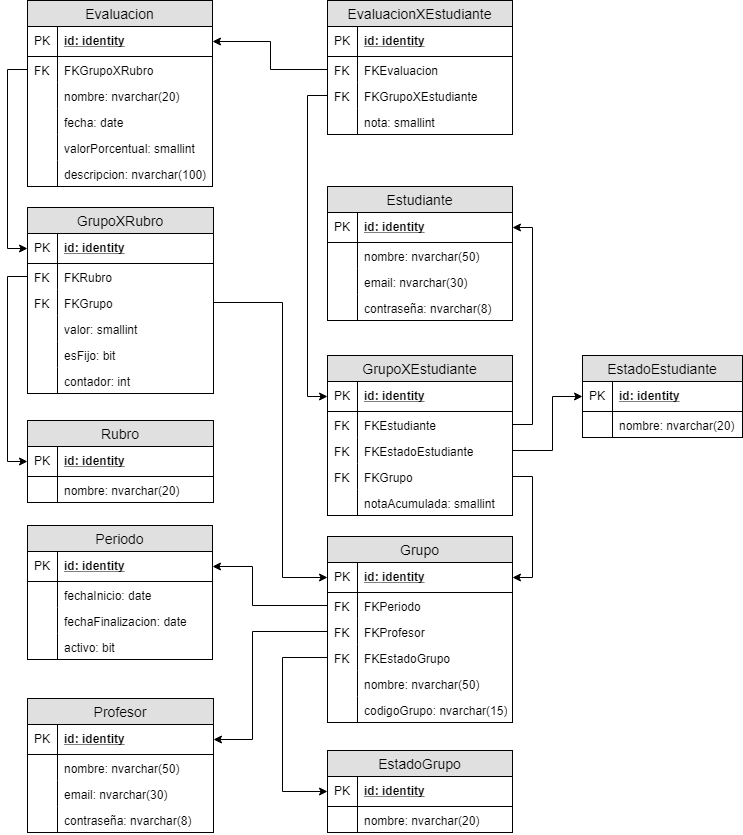 Evaluacion
PK id: identity
FK FKGrupoXRubro
nombre: nvarchar(20)
fecha: date
valorPorcentual: smallint
descripcion: nvarchar(100)
EvaluacionXEstudiante
PK id: identity
FK FKEvaluacion
FK FKGrupoXEstudiante
nota: smallint
GrupoXRubro
PK id: identity
FK FKRubro
FK FKGrupo
valor: smallint
esFijo: bit
contador: int
Estudiante
PK id: identity
nombre: nvarchar(50)
email: nvarchar(30)
contraseña: nvarchar(8)
GrupoXEstudiante
PK id: identity
FK FKEstudiante
FK FKEstadoEstudiante
FK FKGrupo
notaAcumulada: smallint
EstadoEstudiante
PK id: identity
nombre: nvarchar(20)
Rubro
PK id: identity
nombre: nvarchar(20)
Periodo
PK id: identity
fechaInicio: date
fechaFinalizacion: date
activo: bit
Grupo
PK id: identity
FK FKPeriodo
FK FKProfesor
FK FKEstadoGrupo
nombre: nvarchar(50)
codigoGrupo: nvarchar(15)
Profesor
PK id: identity
nombre: nvarchar(50)
email: nvarchar(30)
contraseña: nvarchar(8)
EstadoGrupo
PK id: identity
nombre: nvarchar(20)